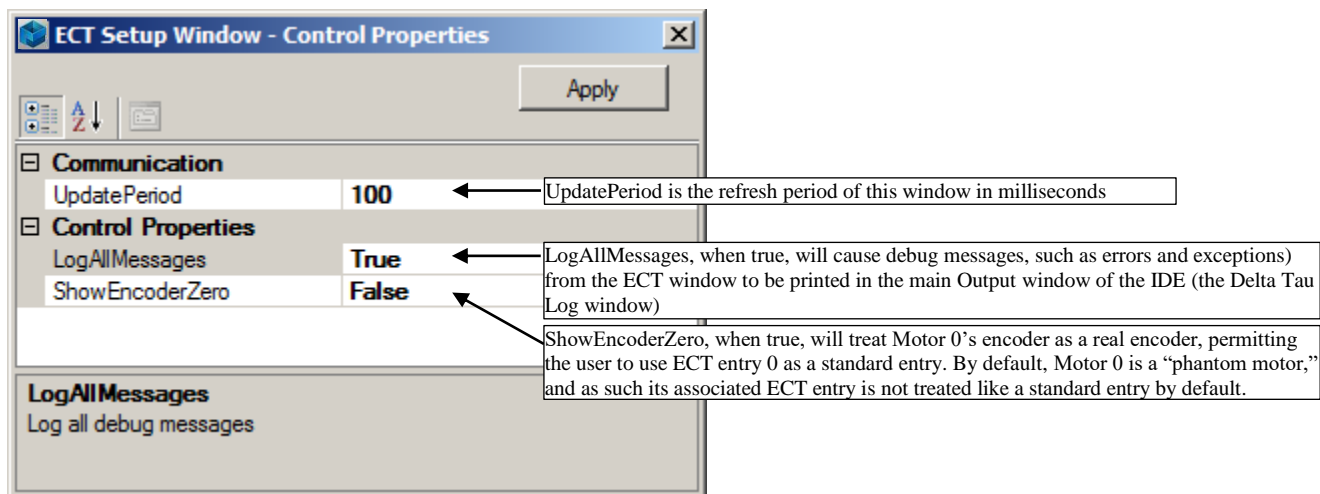 ECT Setup Window - Control Properties
Apply
Communication
UpdatePeriod 100
UpdatePeriod is the refresh period of this window in milliseconds
Control Properties
LogAllMessages True
ShowEncoderZero False
LogAllMessages, when true, will cause debug messages, such as errors and exceptions)
from the ECT window to be printed in the main Output window of the IDE (the Delta Tau
Log window)
ShowEncoderZero, when true, will treat Motor 0’s encoder as a real encoder, permitting
the user to use ECT entry 0 as a standard entry. By default, Motor 0 is a “phantom motor,”
and as such its associated ECT entry is not treated like a standard entry by default.
LogAllMessages
Log all debug messages